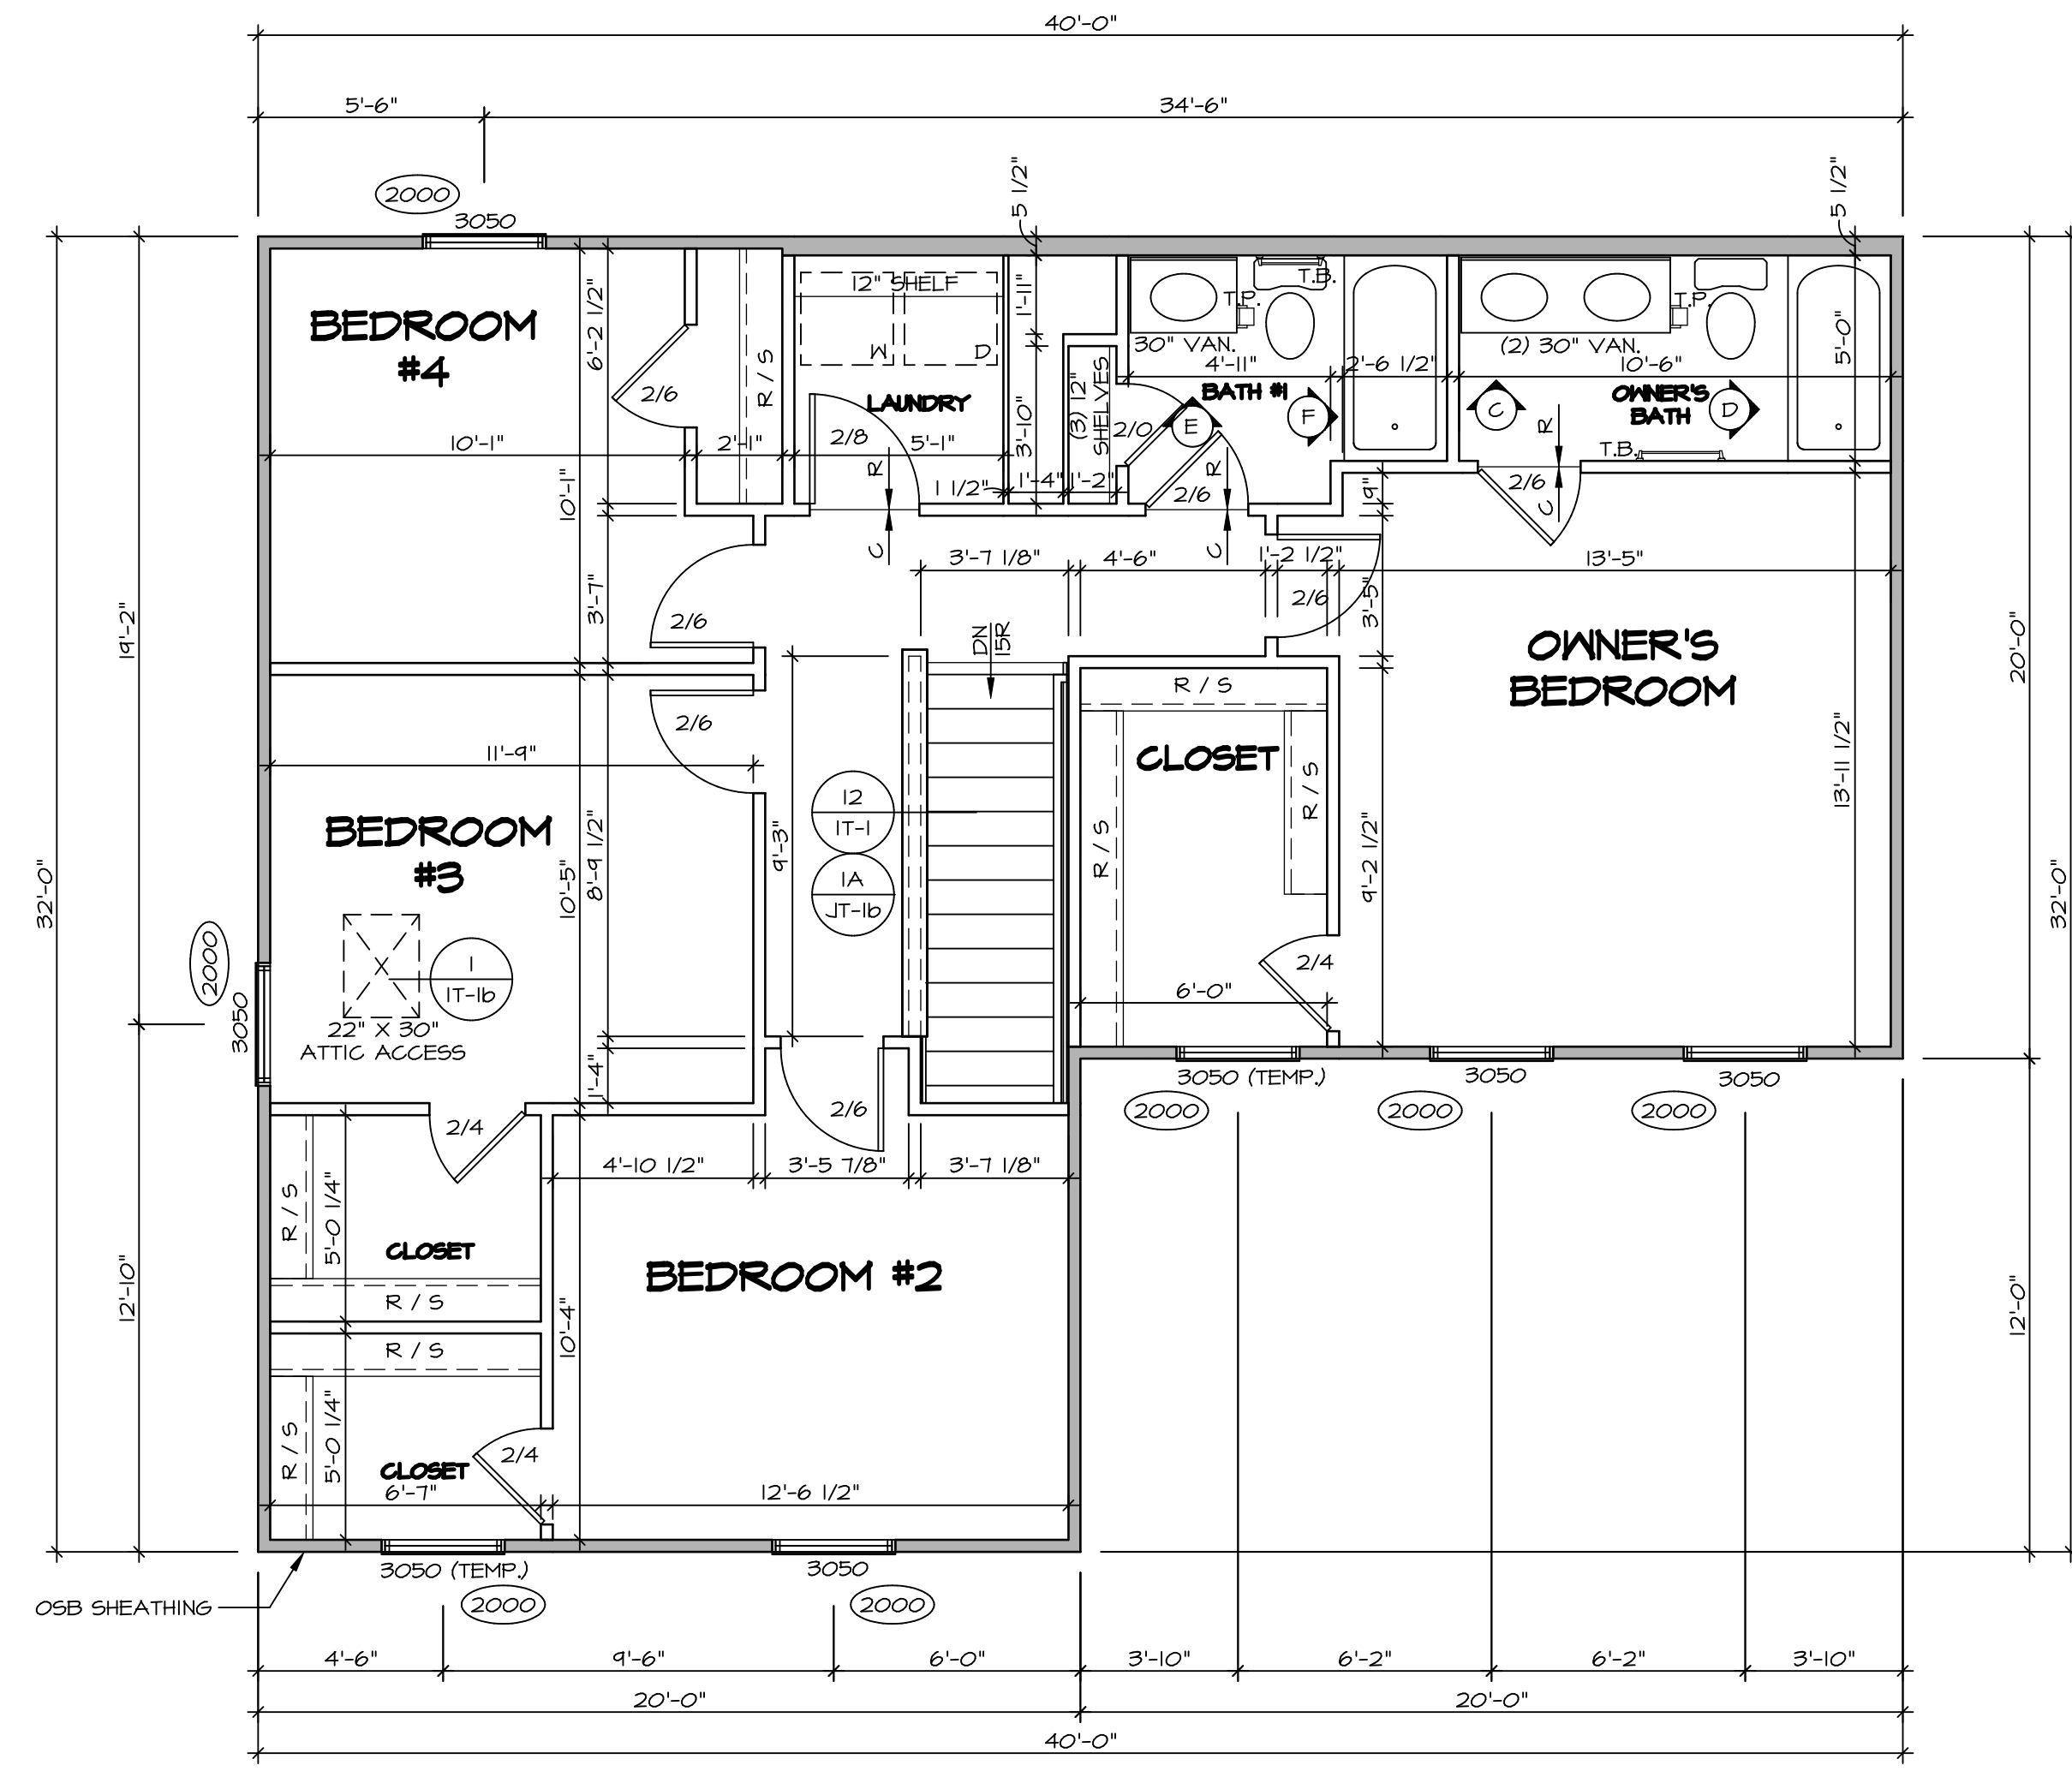 40'-0"
5'-6"
34'-6"
5 1/2"
5 1/2"
2000
3050
BEDROOM
#4
6'-2 1/2"
2/6
R / S
12" SHELF
W
D
LAUNDRY
2/8
5'-1"
R
C
1'-11"
3'-10"
(3) 12"
SHELVES
1 1/2"
1'-4"
1'-2"
2/0
T.B.
T.P.
30" VAN.
4'-11"
2'-6 1/2"
BATH #1
E
F
2/6
R
C
T.P.
(2) 30" VAN.
10'-6"
5'-0"
OWNER'S
BATH
C
D
T.B.
R
2/6
C
10'-1"
2'-1"
10'-1"
9"
3'-7 1/8"
4'-6"
1'-2 1/2"
13'-5"
3'-7"
2/6
2/6
3'-5"
DN
15R
OWNER'S
BEDROOM
19'-2"
20'-0"
R / S
2/6
11'-9"
CLOSET
R / S
R / S
13'-11 1/2"
BEDROOM
#3
12
1T-1
1A
JT-1b
9'-3"
10'-5"
8'-9 1/2"
9'-2 1/2"
32'-0"
32'-0"
2000
3050
1
1T-1b
22" X 30"
ATTIC ACCESS
2/4
6'-0"
1'-4"
3050 (TEMP.)
3050
3050
2000
2000
2000
2/4
2/6
4'-10 1/2"
3'-5 7/8"
3'-7 1/8"
R / S
5'-0 1/4"
CLOSET
R / S
BEDROOM #2
12'-10"
12'-0"
R / S
10'-4"
R / S
5'-0 1/4"
2/4
CLOSET
6'-7"
12'-6 1/2"
3050 (TEMP.)
3050
2000
2000
OSB SHEATHING
4'-6"
9'-6"
6'-0"
3'-10"
6'-2"
6'-2"
3'-10"
20'-0"
20'-0"
40'-0"